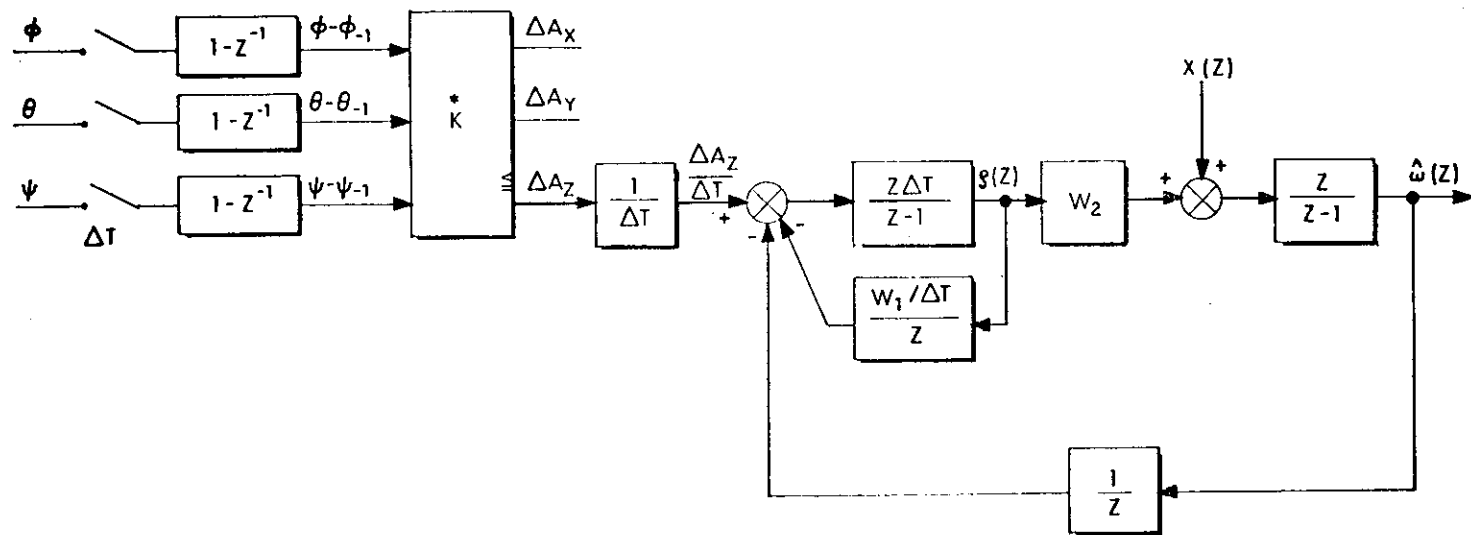 ϕ
1 - Z⁻¹
ϕ-ϕ₋₁
θ
1 - Z⁻¹
θ-θ₋₁
ψ
1 - Z⁻¹
ψ-ψ₋₁
ΔT
*
K
ΔA_X
ΔA_Y
ΔA_Z
1
ΔT
ΔA_Z
ΔT
+
-
-
Z ΔT
Z-1
ρ(Z)
W₁/ΔT
Z
W₂
+
X(Z)
+
Z
Z-1
ω̂(Z)
1
Z